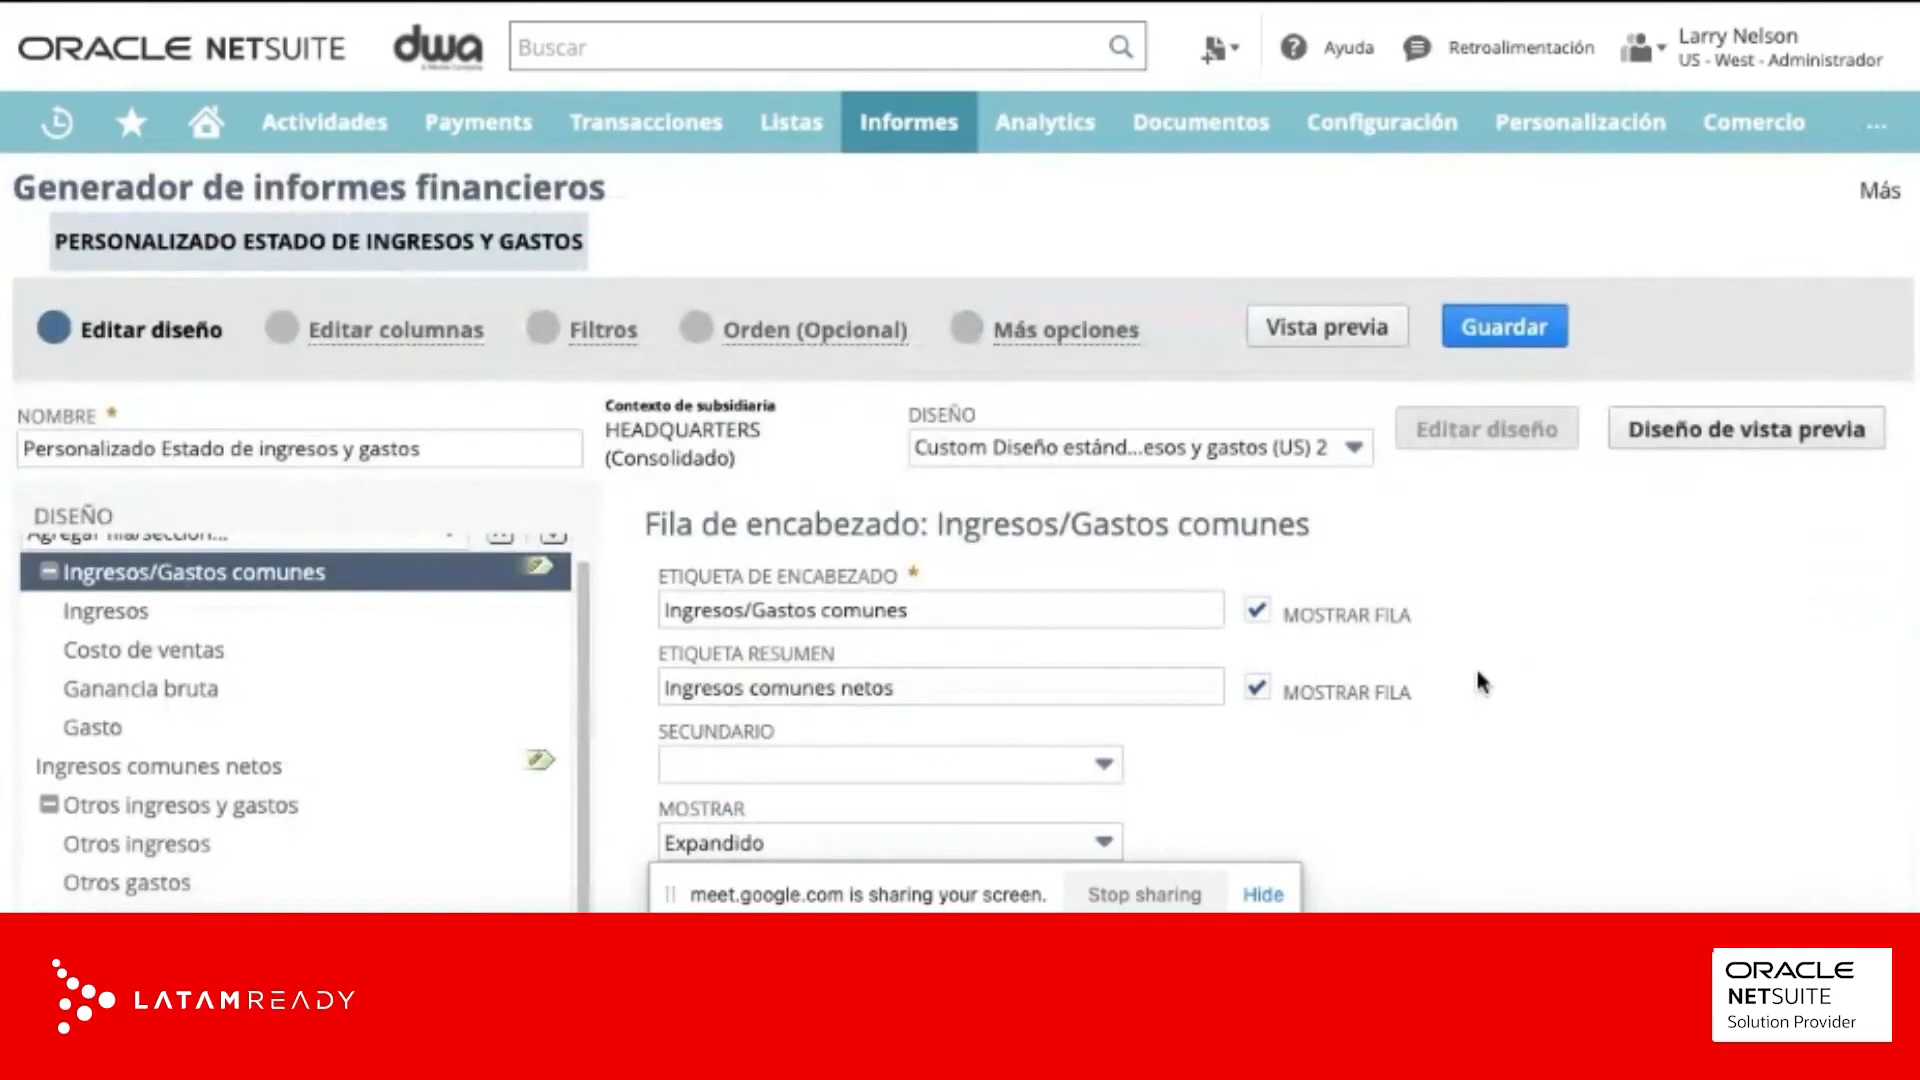 ORACLE NETSUITE
dwa
Buscar
Ayuda
Retroalimentación
Larry Nelson
US - West - Administrador
Actividades
Payments
Transacciones
Listas
Informes
Analytics
Documentos
Configuración
Personalización
Comercio
...
Generador de informes financieros
Más
PERSONALIZADO ESTADO DE INGRESOS Y GASTOS
Editar diseño
Editar columnas
Filtros
Orden (Opcional)
Más opciones
Vista previa
Guardar
NOMBRE *
Personalizado Estado de ingresos y gastos
Contexto de subsidiaria
HEADQUARTERS
(Consolidado)
DISEÑO
Custom Diseño estánd...esos y gastos (US) 2
Editar diseño
Diseño de vista previa
DISEÑO
Agregar fila/sección...
Ingresos/Gastos comunes
Ingresos
Costo de ventas
Ganancia bruta
Gasto
Ingresos comunes netos
Otros ingresos y gastos
Otros ingresos
Otros gastos
Fila de encabezado: Ingresos/Gastos comunes
ETIQUETA DE ENCABEZADO *
Ingresos/Gastos comunes
MOSTRAR FILA
ETIQUETA RESUMEN
Ingresos comunes netos
MOSTRAR FILA
SECUNDARIO
MOSTRAR
Expandido
meet.google.com is sharing your screen.
Stop sharing
Hide
LATAMREADY
ORACLE
NETSUITE
Solution Provider